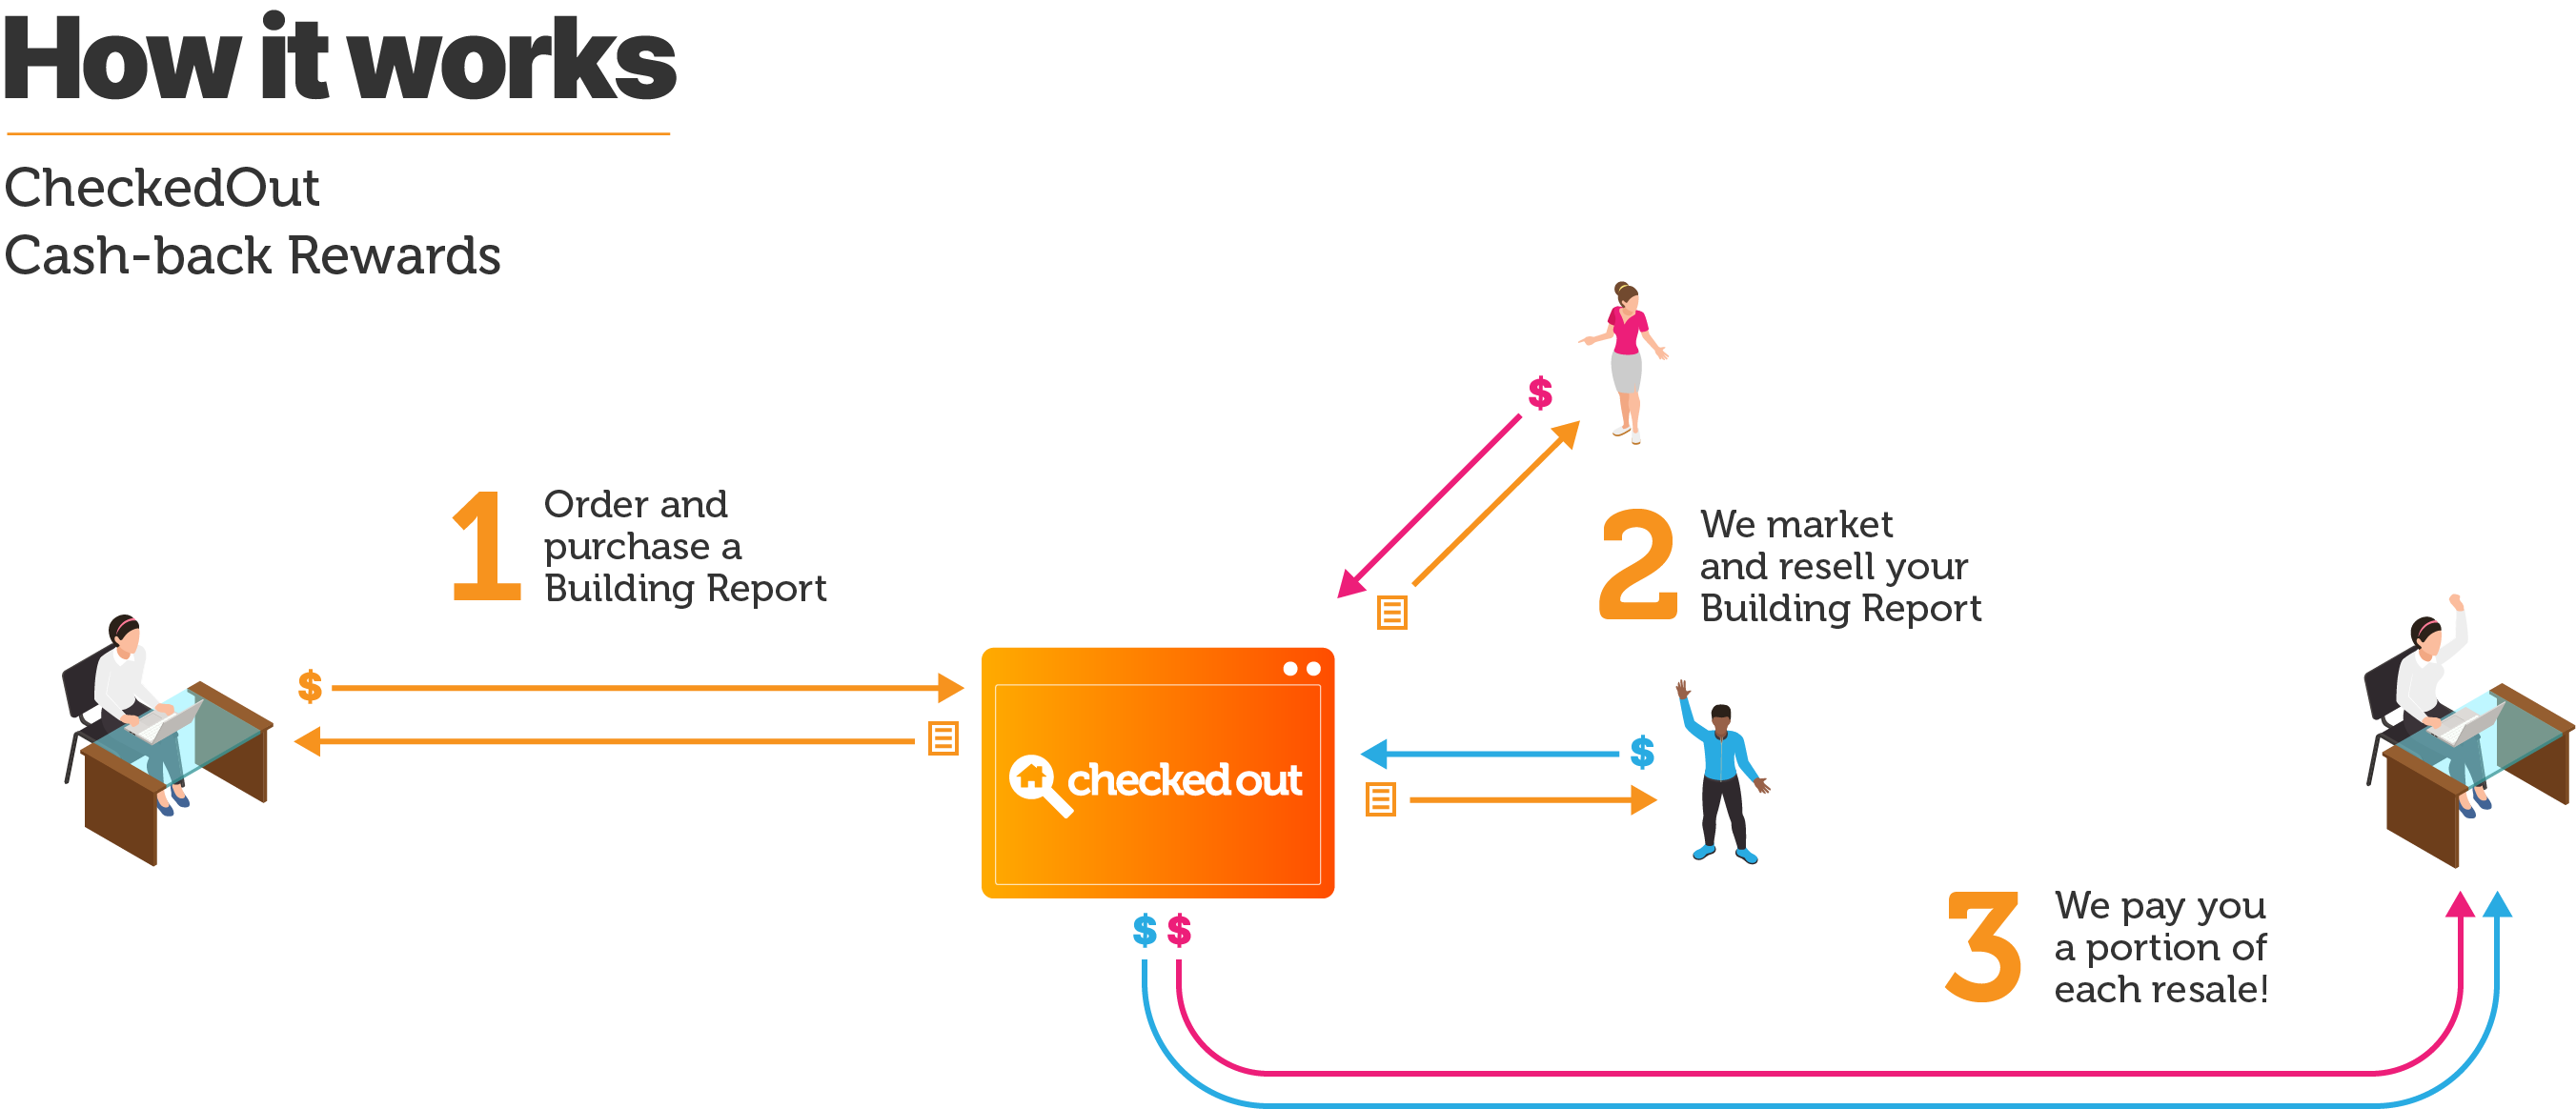 How it works
CheckedOut
Cash-back Rewards
1
Order and
purchase a
Building Report
$
$
2
We market
and resell your
Building Report
$
checked out
$ $
3
We pay you
a portion of
each resale!